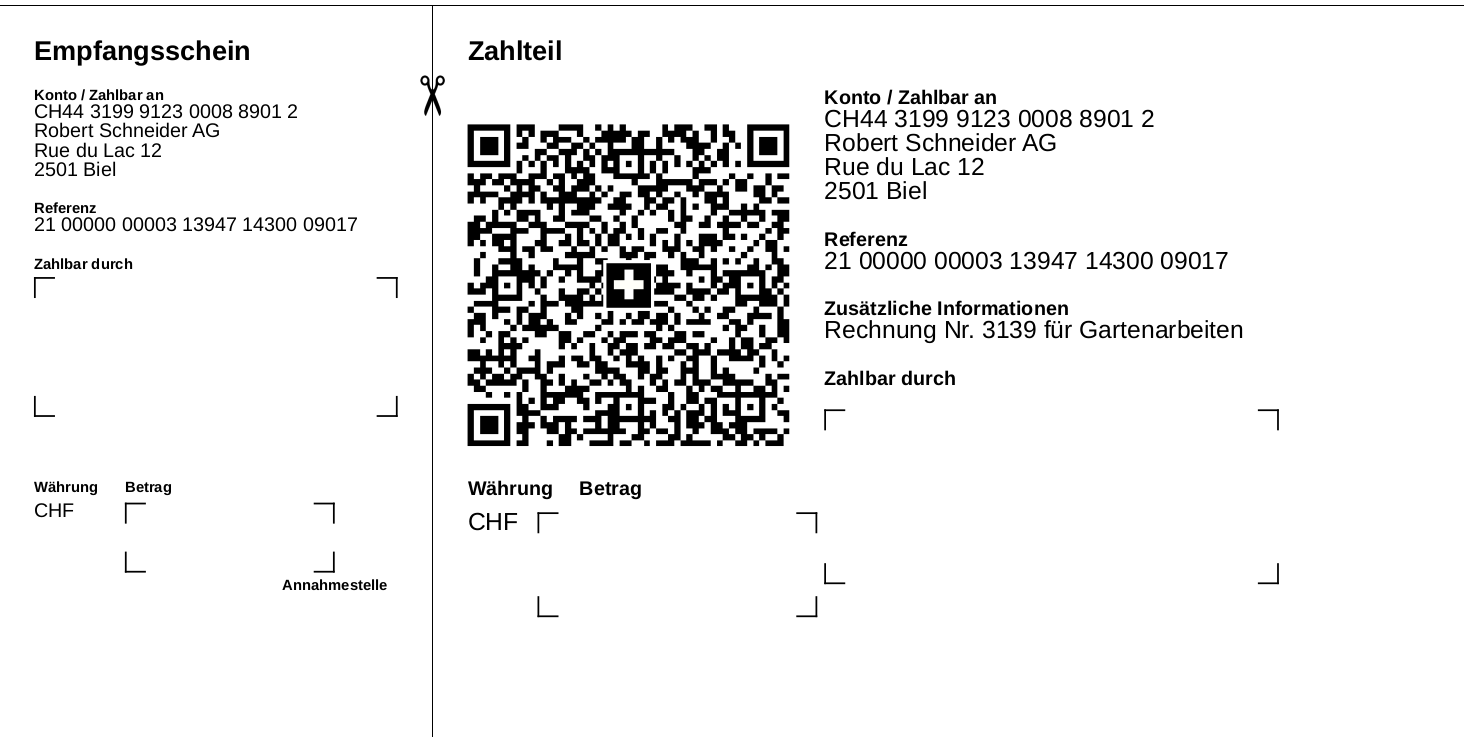 Empfangsschein
Konto / Zahlbar an
CH44 3199 9123 0008 8901 2
Robert Schneider AG
Rue du Lac 12
2501 Biel
Referenz
21 00000 00003 13947 14300 09017
Zahlbar durch
Währung Betrag
CHF
Annahmestelle
Zahlteil
Währung Betrag
CHF
Konto / Zahlbar an
CH44 3199 9123 0008 8901 2
Robert Schneider AG
Rue du Lac 12
2501 Biel
Referenz
21 00000 00003 13947 14300 09017
Zusätzliche Informationen
Rechnung Nr. 3139 für Gartenarbeiten
Zahlbar durch